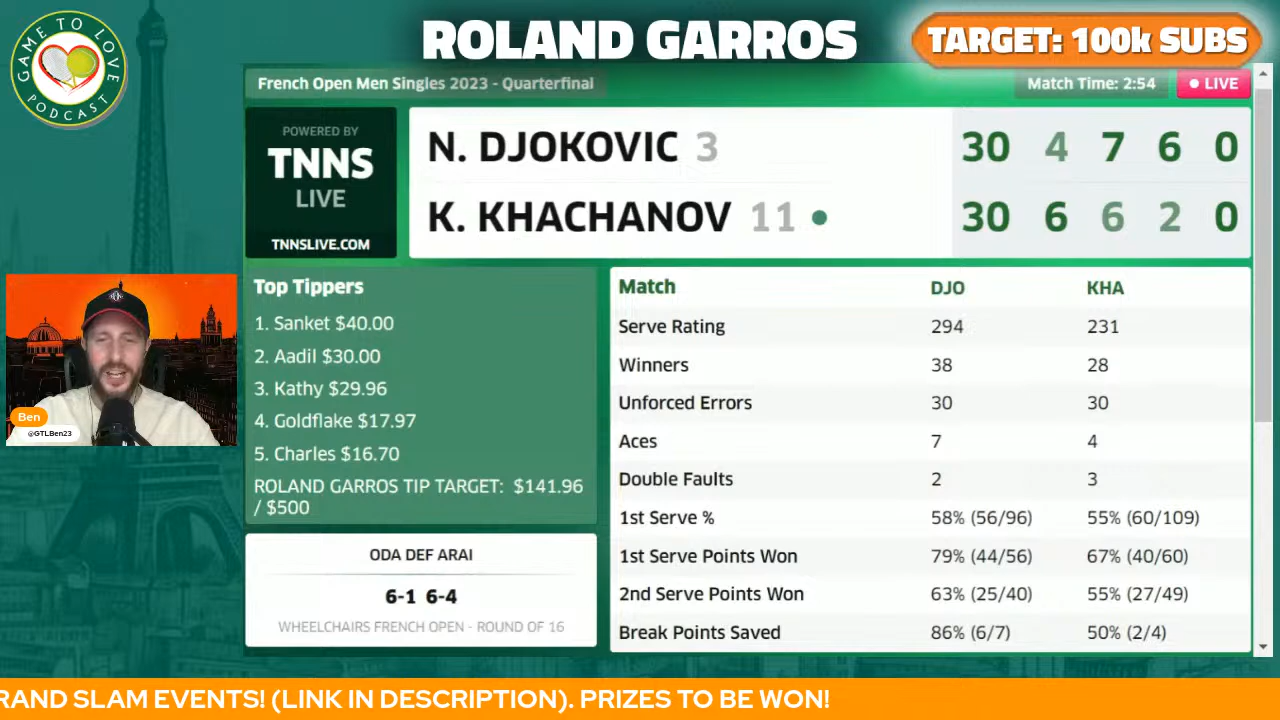 GAME TO LOVE
PODCAST
ROLAND GARROS
TARGET: 100k SUBS
French Open Men Singles 2023 - Quarterfinal
Match Time: 2:54
LIVE
POWERED BY
TNNS
LIVE
TNNSLIVE.COM
N. DJOKOVIC 3 30 4 7 6 0
K. KHACHANOV 11 30 6 6 2 0
Top Tippers
1. Sanket $40.00
2. Aadil $30.00
3. Kathy $29.96
4. Goldflake $17.97
5. Charles $16.70
ROLAND GARROS TIP TARGET: $141.96
/ $500
ODA DEF ARAI
6-1 6-4
WHEELCHAIRS FRENCH OPEN - ROUND OF 16
Match DJO KHA
Serve Rating 294 231
Winners 38 28
Unforced Errors 30 30
Aces 7 4
Double Faults 2 3
1st Serve % 58% (56/96) 55% (60/109)
1st Serve Points Won 79% (44/56) 67% (40/60)
2nd Serve Points Won 63% (25/40) 55% (27/49)
Break Points Saved 86% (6/7) 50% (2/4)
Ben
@GTLBen23
RAND SLAM EVENTS! (LINK IN DESCRIPTION). PRIZES TO BE WON!